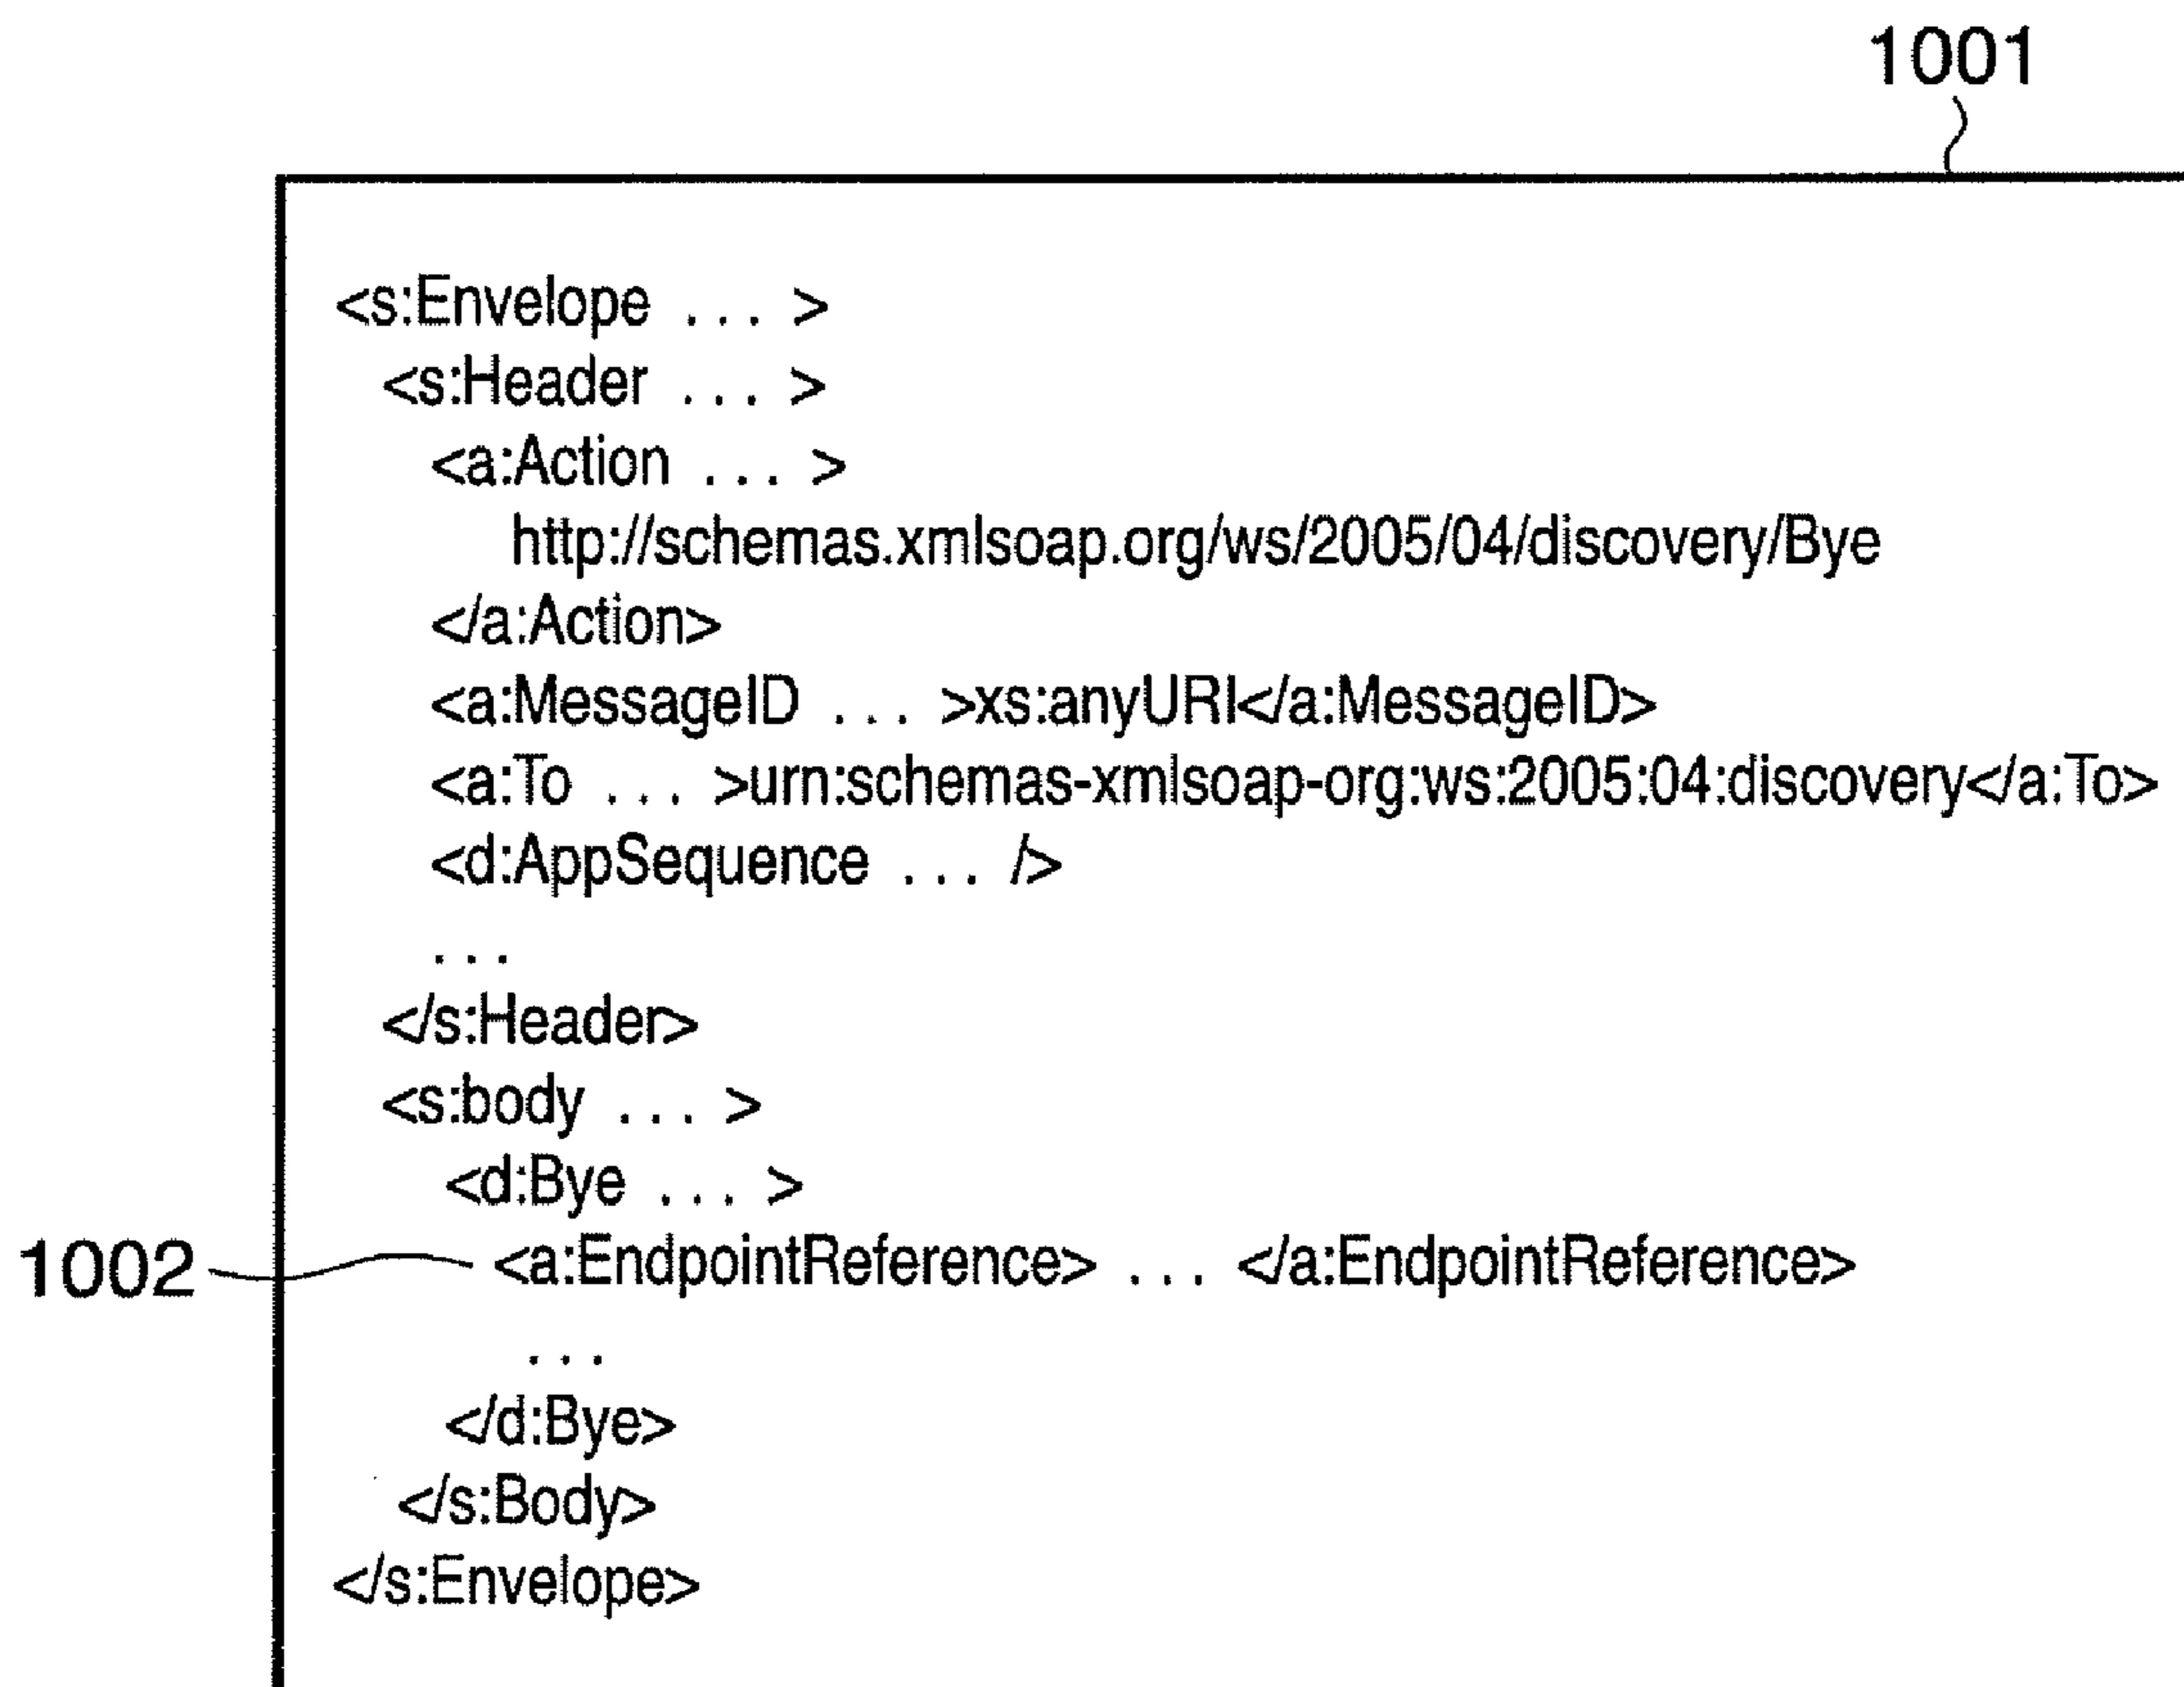 1001
<s:Envelope ... >
<s:Header ... >
<a:Action ... >
http://schemas.xmlsoap.org/ws/2005/04/discovery/Bye
</a:Action>
<a:MessageID ... >xs:anyURI</a:MessageID>
<a:To ... >urn:schemas-xmlsoap-org:ws:2005:04:discovery</a:To>
<d:AppSequence ... />
...
</s:Header>
<s:body ... >
<d:Bye ... >
1002 <a:EndpointReference> ... </a:EndpointReference>
...
</d:Bye>
</s:Body>
</s:Envelope>